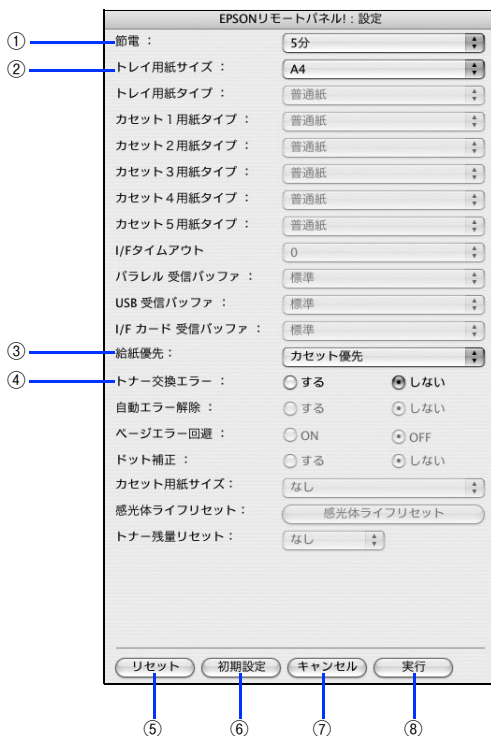 EPSONリモートパネル!：設定
① 節電： 5分
② トレイ用紙サイズ： A4
トレイ用紙タイプ： 普通紙
カセット1用紙タイプ： 普通紙
カセット2用紙タイプ： 普通紙
カセット3用紙タイプ： 普通紙
カセット4用紙タイプ： 普通紙
カセット5用紙タイプ： 普通紙
I/Fタイムアウト 0
パラレル 受信バッファ： 標準
USB 受信バッファ： 標準
I/F カード 受信バッファ： 標準
③ 給紙優先： カセット優先
④ トナー交換エラー： する しない
自動エラー解除： する しない
ページエラー回避： ON OFF
ドット補正： する しない
カセット用紙サイズ： なし
感光体ライフリセット： 感光体ライフリセット
トナー残量リセット： なし
リセット 初期設定 キャンセル 実行
⑤ ⑥ ⑦ ⑧